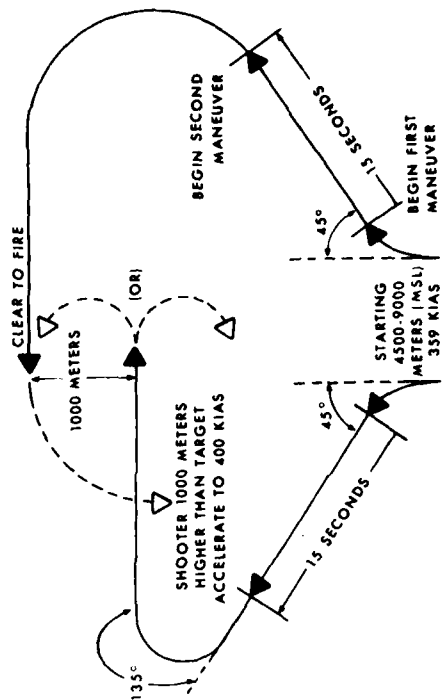 CLEAR TO FIRE
1000 METERS
(OR)
SHOOTER 1000 METERS
HIGHER THAN TARGET
ACCELERATE TO 400 KIAS
135°
BEGIN SECOND
MANEUVER
15 SECONDS
15 SECONDS
45°
45°
STARTING
4500-9000
METERS (MSL)
359 KIAS
BEGIN FIRST
MANEUVER